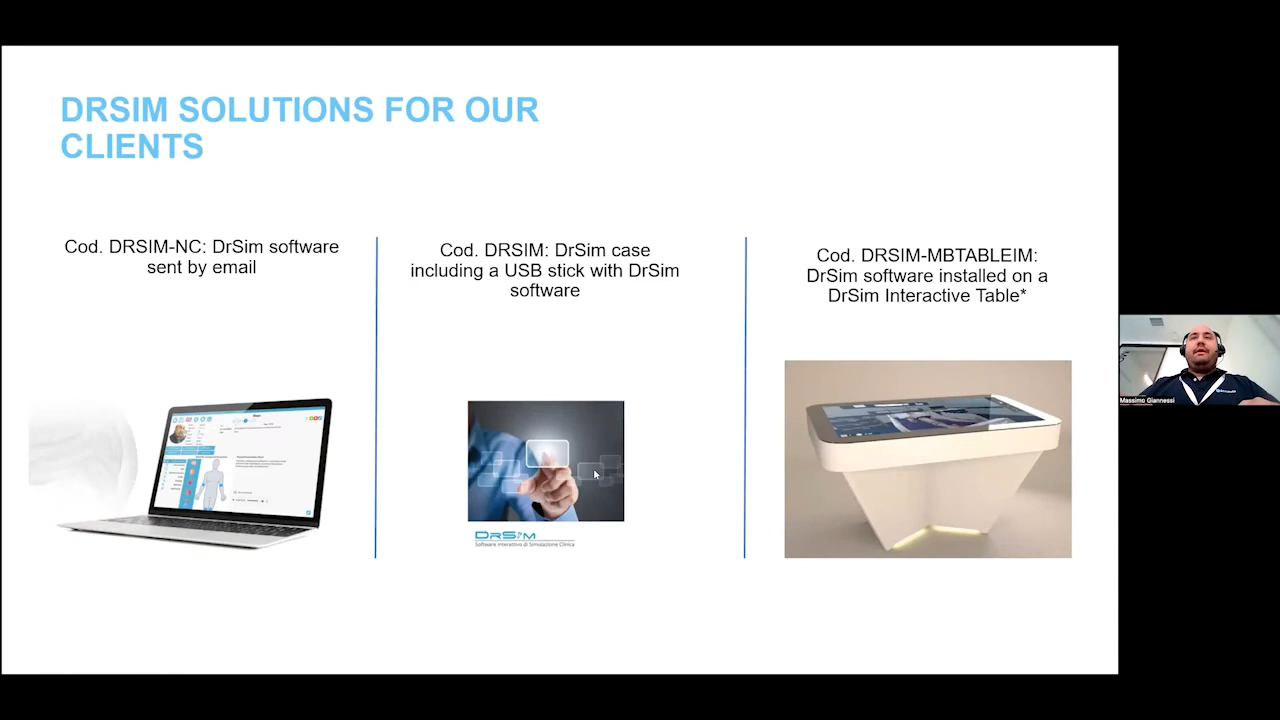 DRSIM SOLUTIONS FOR OUR
CLIENTS
Cod. DRSIM-NC: DrSim software
sent by email
Cod. DRSIM: DrSim case
including a USB stick with DrSim
software
Cod. DRSIM-MBTABLEIM:
DrSim software installed on a
DrSim Interactive Table*
DRSIM
Software interattivo di Simulazione Clinica
Massimo Giannessi